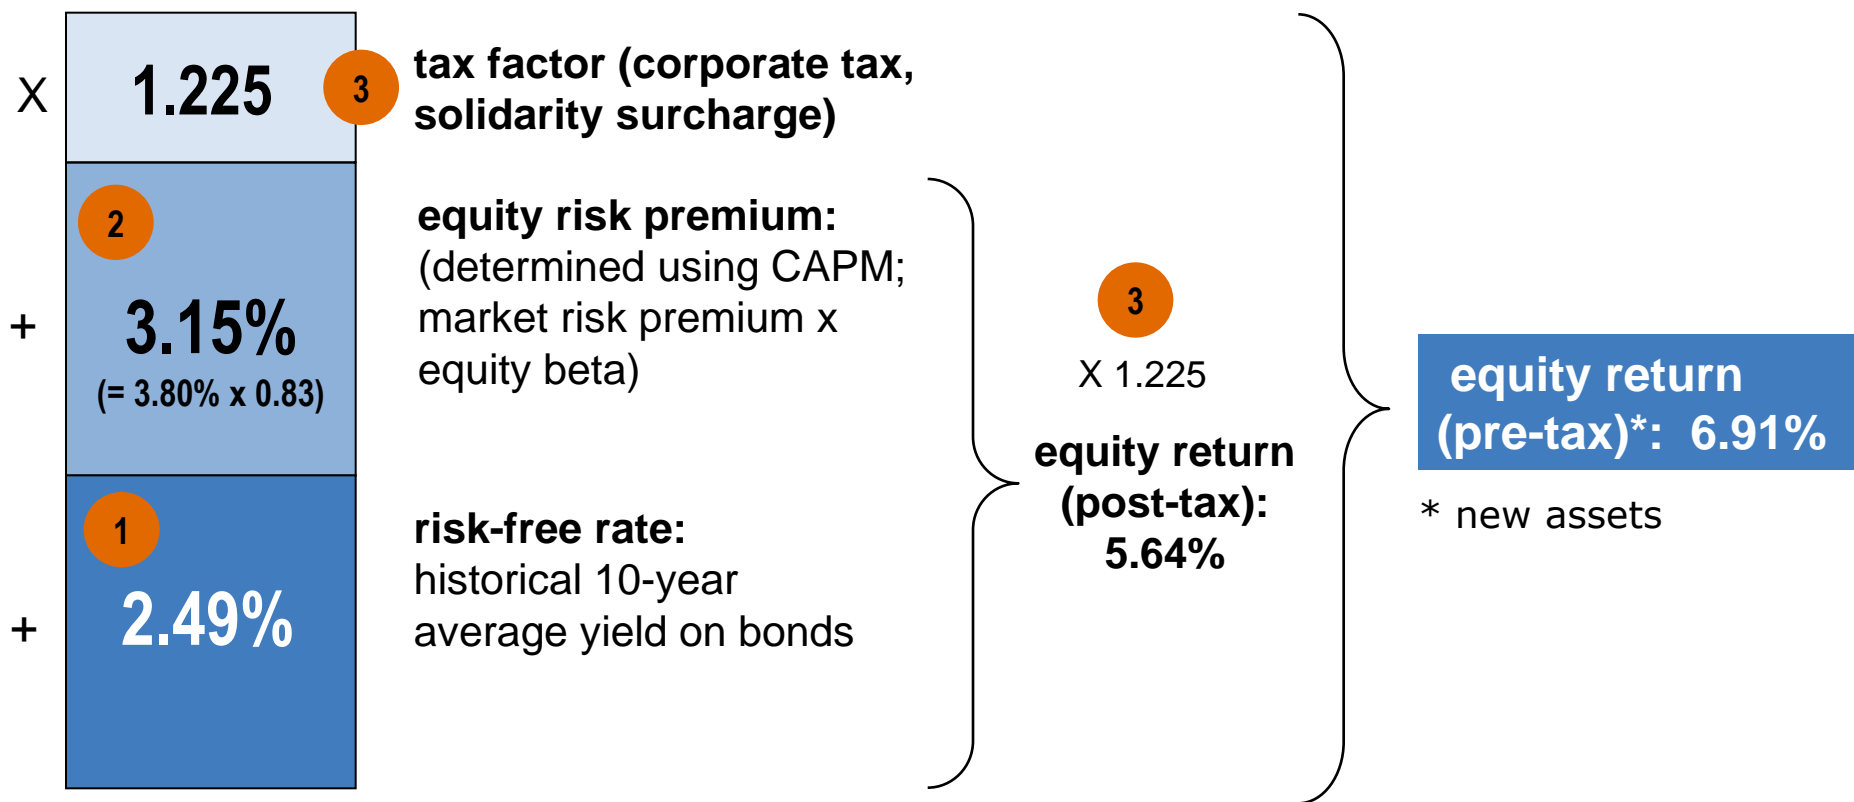 X
1.225
3
tax factor (corporate tax,
solidarity surcharge)
2
+
3.15%
(= 3.80% x 0.83)
equity risk premium:
(determined using CAPM;
market risk premium x
equity beta)
1
+
2.49%
risk-free rate:
historical 10-year
average yield on bonds
3
X 1.225
equity return
(post-tax):
5.64%
equity return
(pre-tax)*: 6.91%
* new assets